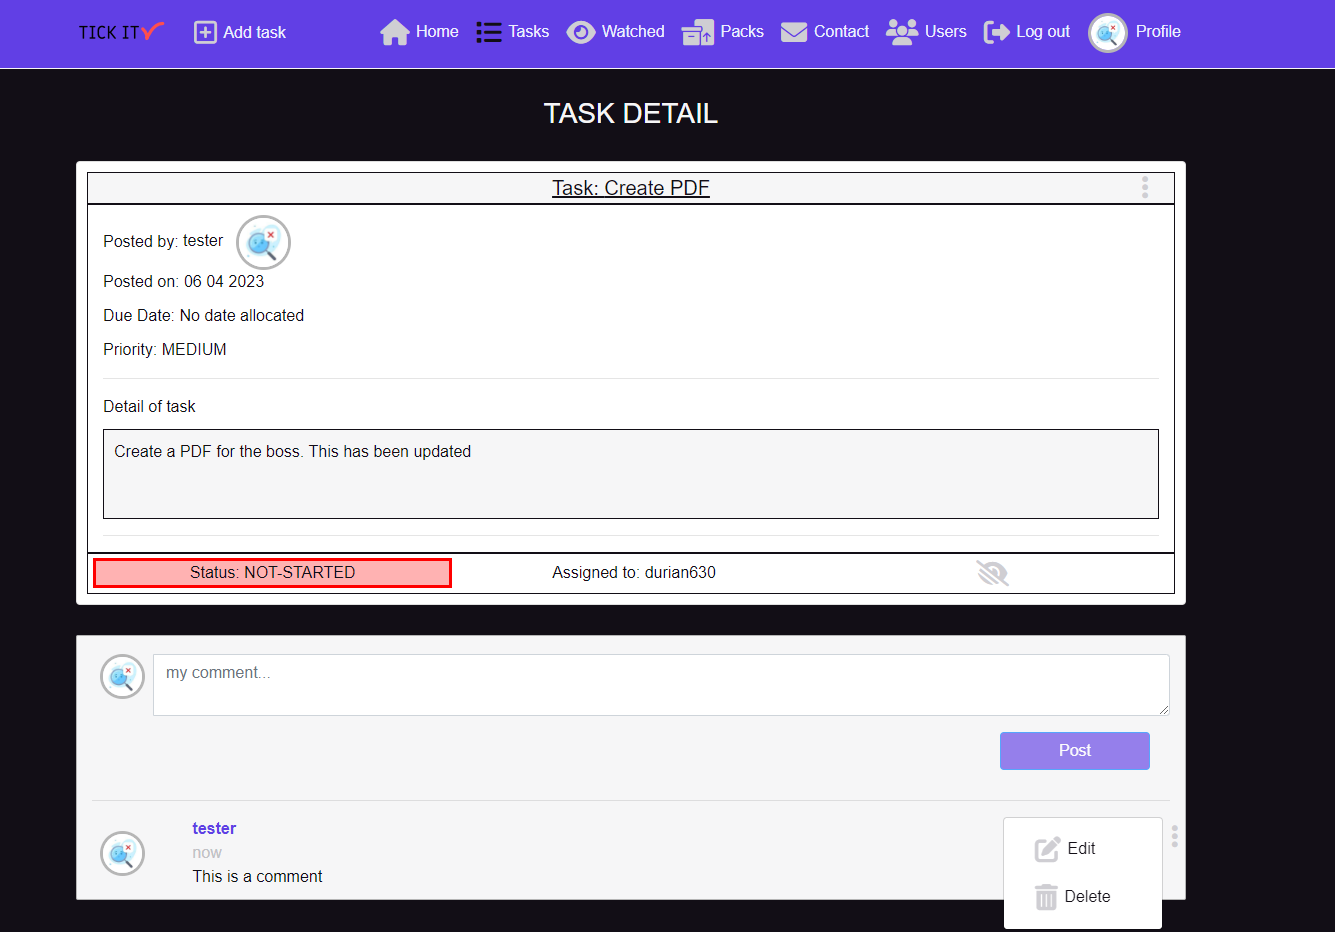 TICK IT Add task Home Tasks Watched Packs Contact Users Log out Profile
TASK DETAIL
Task: Create PDF
Posted by: tester
Posted on: 06 04 2023
Due Date: No date allocated
Priority: MEDIUM
Detail of task
Create a PDF for the boss. This has been updated
Status: NOT-STARTED Assigned to: durian630
my comment...
Post
tester
now
This is a comment
Edit
Delete